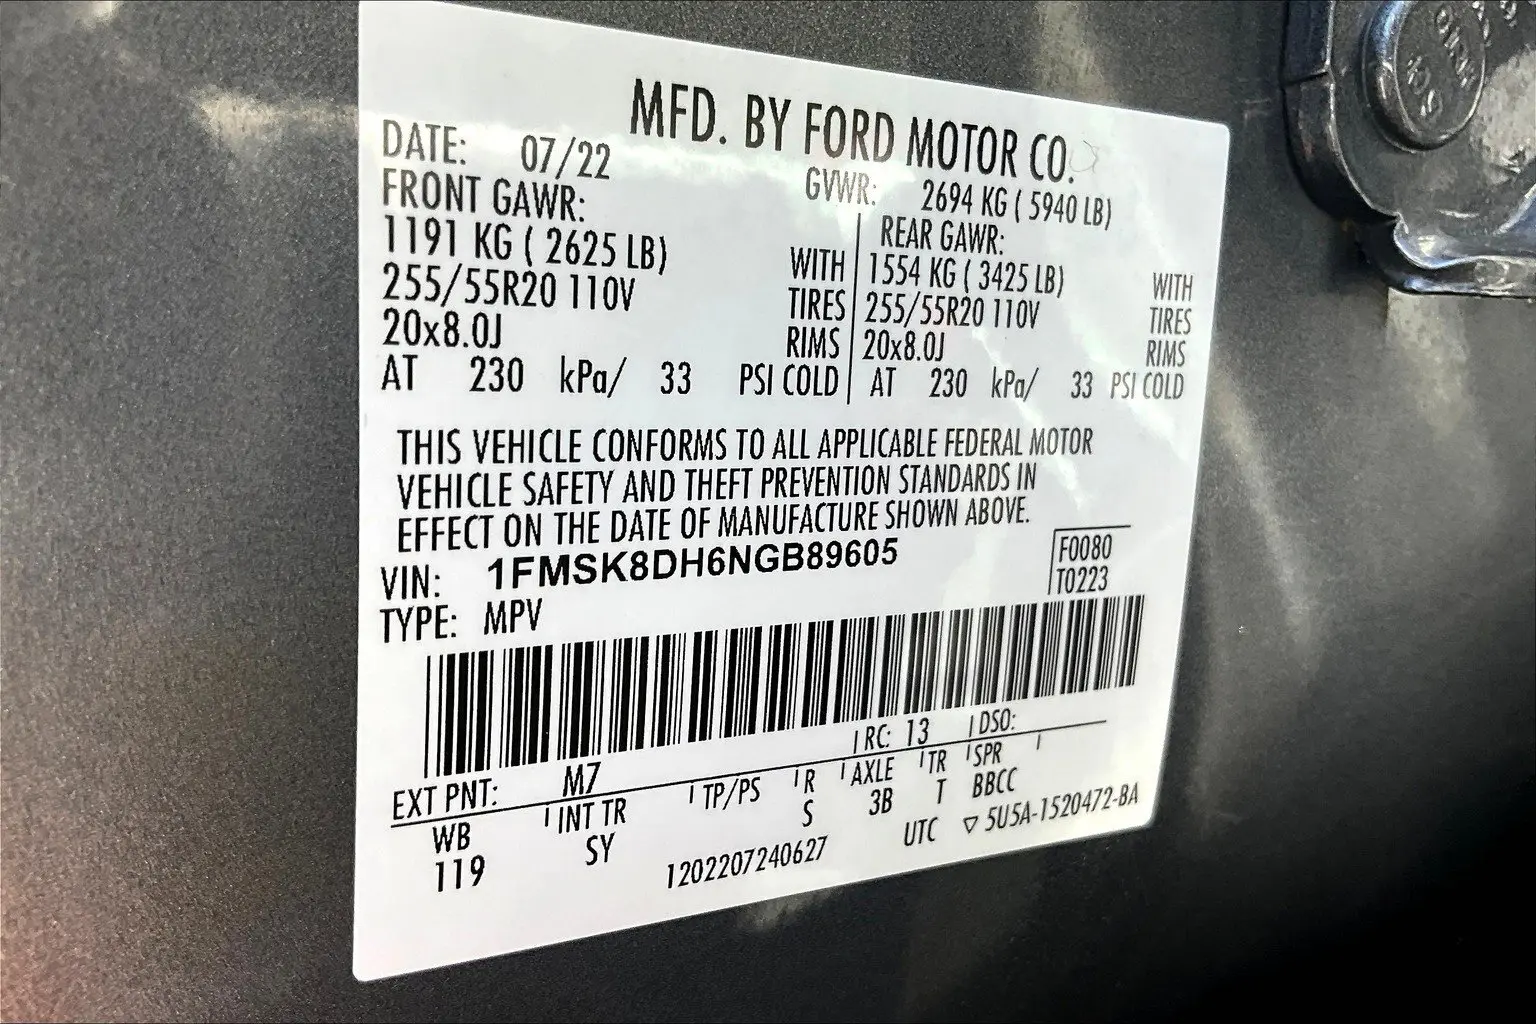 MFD. BY FORD MOTOR CO.
DATE: 07/22 GVWR: 2694 KG ( 5940 LB)
FRONT GAWR: REAR GAWR:
1191 KG ( 2625 LB) WITH 1554 KG ( 3425 LB) WITH
255/55R20 110V TIRES 255/55R20 110V TIRES
20x8.0J RIMS 20x8.0J RIMS
AT 230 kPa/ 33 PSI COLD AT 230 kPa/ 33 PSI COLD
THIS VEHICLE CONFORMS TO ALL APPLICABLE FEDERAL MOTOR
VEHICLE SAFETY AND THEFT PREVENTION STANDARDS IN
EFFECT ON THE DATE OF MANUFACTURE SHOWN ABOVE.
VIN: 1FMSK8DH6NGB89605 F0080
TYPE: MPV T0223
EXT PNT: M7 RC: 13 DSO:
WB INT TR TP/PS R AXLE TR SPR
119 SY S 3B T BBCC
1202207240627 UTC ▽ 5U5A-1520472-BA